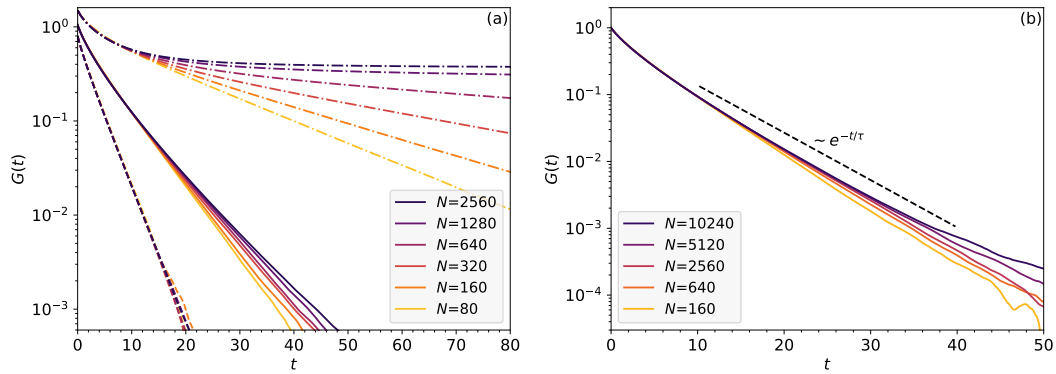 (a)
G(t)
10⁰
10⁻¹
10⁻²
10⁻³
N=2560
N=1280
N=640
N=320
N=160
N=80
0 10 20 30 40 50 60 70 80
t
(b)
G(t)
10⁰
10⁻¹
10⁻²
10⁻³
10⁻⁴
~ e^{-t/τ}
N=10240
N=5120
N=2560
N=640
N=160
0 10 20 30 40 50
t